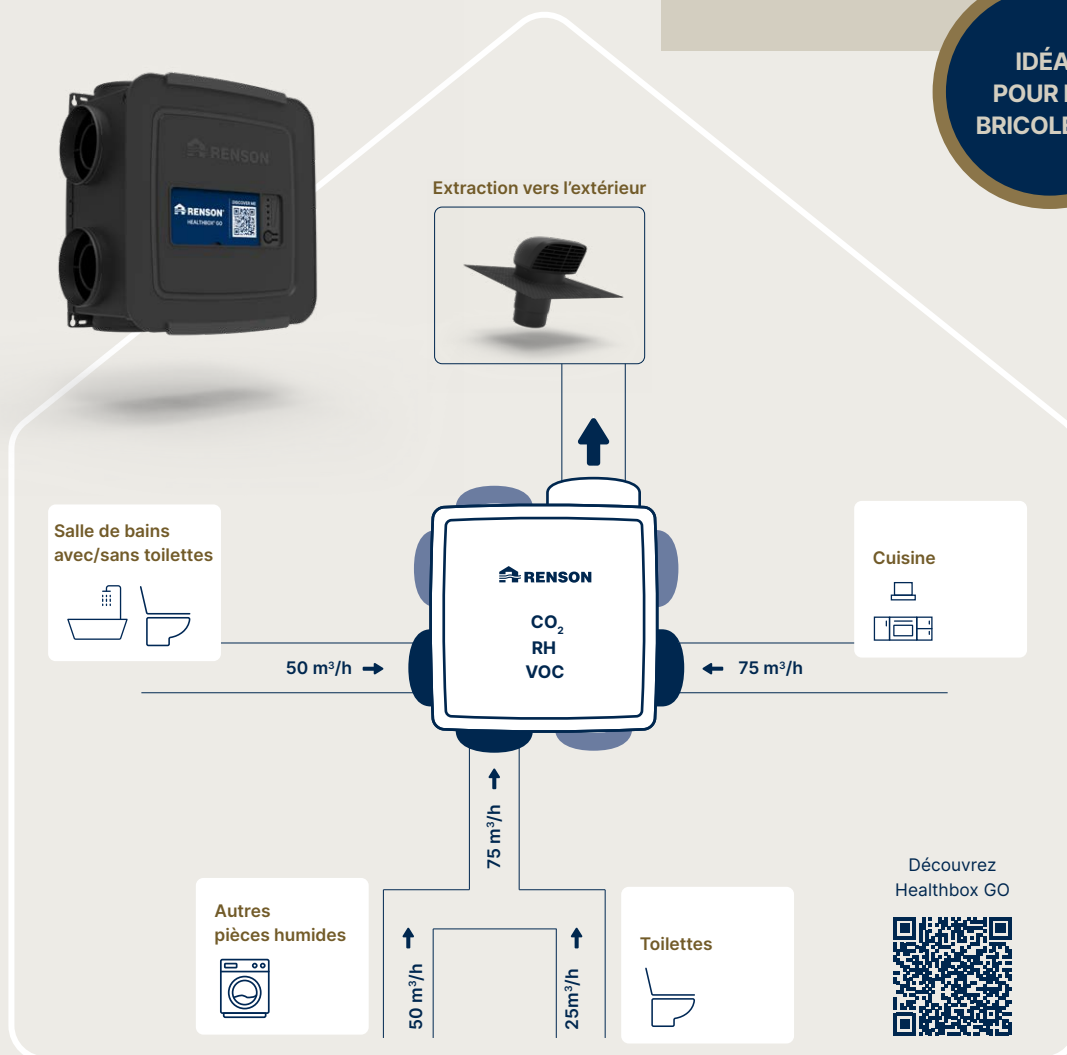 IDÉA
POUR
BRICOLE
RENSON
RENSON
HEALTHBOX® GO
DISCOVER ME
Extraction vers l’extérieur
Salle de bains
avec/sans toilettes
Cuisine
RENSON
CO₂
RH
VOC
50 m³/h
75 m³/h
75 m³/h
Autres
pièces humides
50 m³/h
25m³/h
Toilettes
Découvrez
Healthbox GO